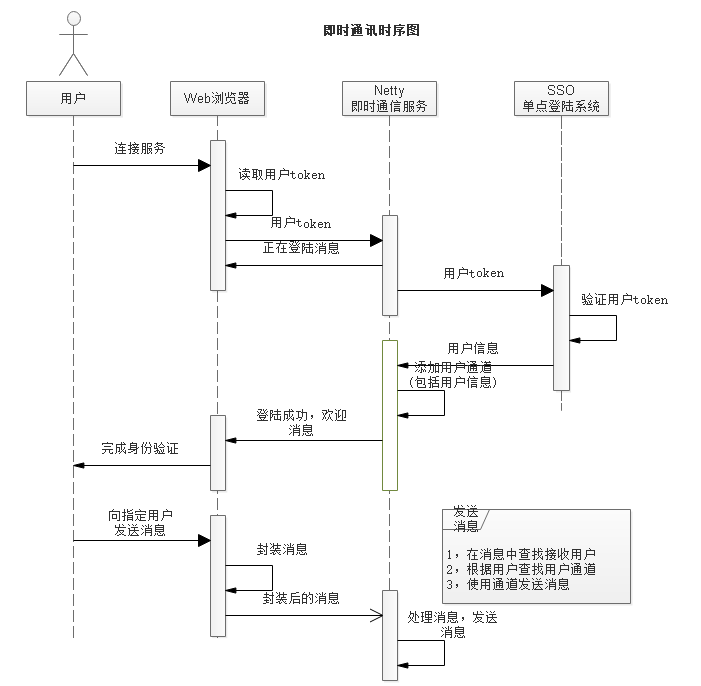 即时通讯时序图
用户
Web浏览器
Netty
即时通信服务
SSO
单点登陆系统
连接服务
读取用户token
用户token
正在登陆消息
用户token
验证用户token
用户信息
添加用户通道
(包括用户信息)
登陆成功，欢迎
消息
完成身份验证
向指定用户
发送消息
发送
消息
1，在消息中查找接收用户
2，根据用户查找用户通道
3，使用通道发送消息
封装消息
封装后的消息
处理消息，发送
消息